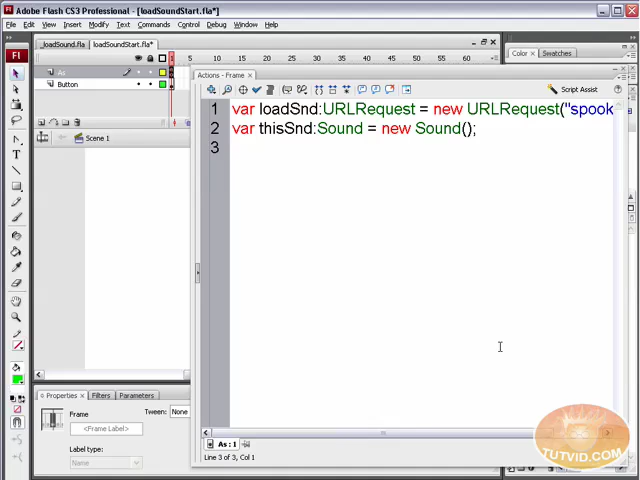 Adobe Flash CS3 Professional - [loadSoundStart.fla*]
File Edit View Insert Modify Text Commands Control Debug Window Help
_loadSound.fla loadSoundStart.fla*
Color × Swatches
1 5 10 15 20 25 30 35 40 45 50 55 60 65
As
Button
Scene 1
Actions - Frame ×
Script Assist
1 var loadSnd:URLRequest = new URLRequest("spook
2 var thisSnd:Sound = new Sound();
3
Properties × Filters Parameters
Frame
Tween: None
<Frame Label>
Label type:
Name
As : 1
Line 3 of 3, Col 1
TUTVID.COM